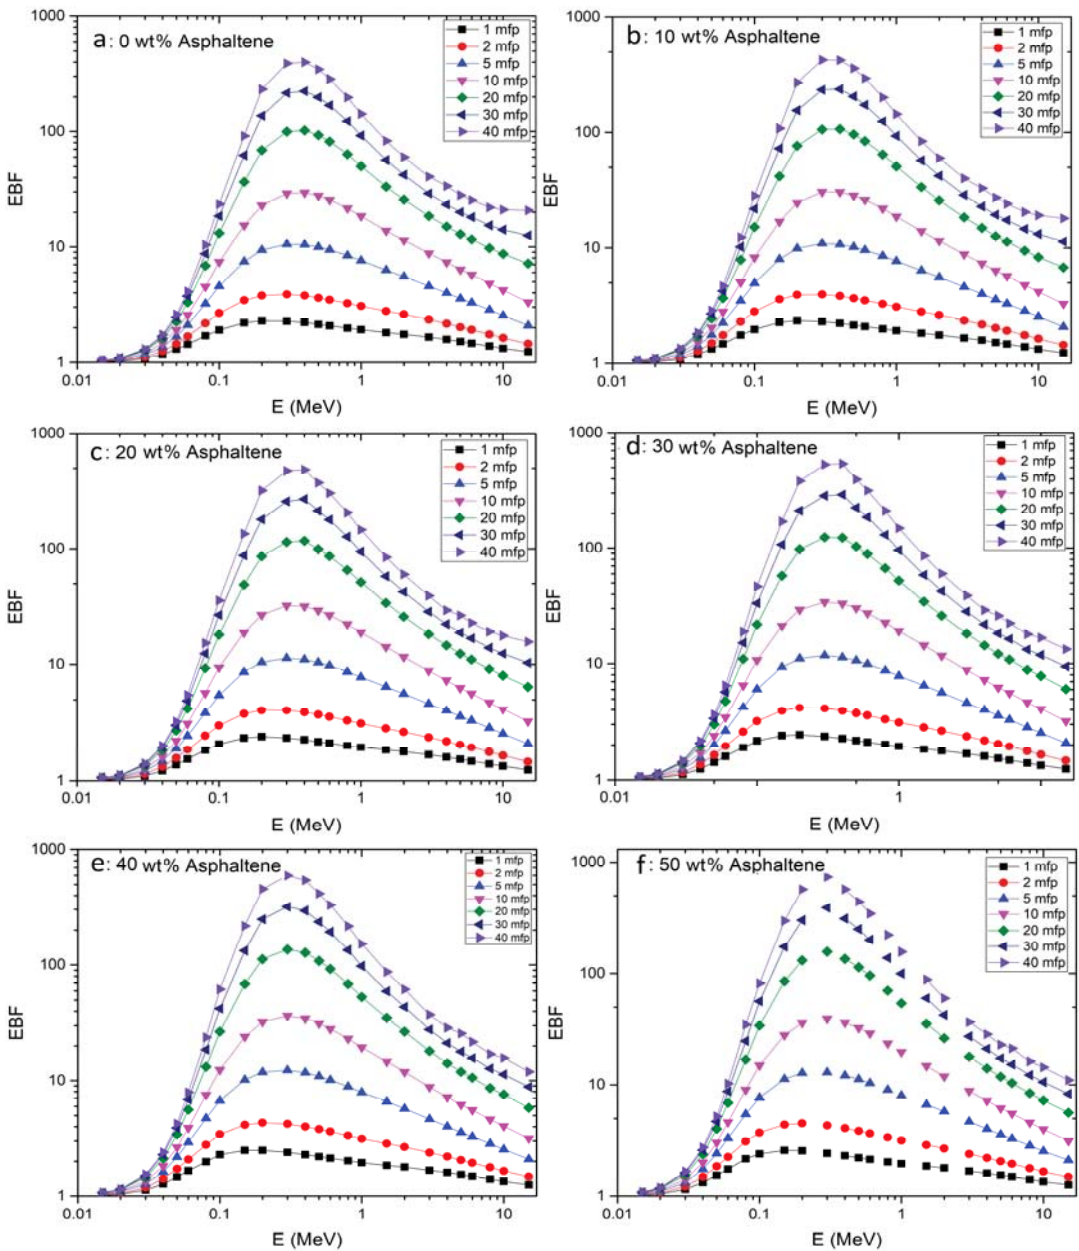 a: 0 wt% Asphaltene
1 mfp
2 mfp
5 mfp
10 mfp
20 mfp
30 mfp
40 mfp
1000
100
10
1
EBF
0.01
0.1
1
10
E (MeV)
b: 10 wt% Asphaltene
1 mfp
2 mfp
5 mfp
10 mfp
20 mfp
30 mfp
40 mfp
1000
100
10
1
EBF
0.01
0.1
1
10
E (MeV)
c: 20 wt% Asphaltene
1 mfp
2 mfp
5 mfp
10 mfp
20 mfp
30 mfp
40 mfp
1000
100
10
1
EBF
0.01
0.1
1
10
E (MeV)
d: 30 wt% Asphaltene
1 mfp
2 mfp
5 mfp
10 mfp
20 mfp
30 mfp
40 mfp
1000
100
10
1
EBF
0.01
1
E (MeV)
e: 40 wt% Asphaltene
1 mfp
2 mfp
5 mfp
10 mfp
20 mfp
30 mfp
40 mfp
1000
100
10
1
EBF
0.01
0.1
1
10
E (MeV)
f: 50 wt% Asphaltene
1 mfp
2 mfp
5 mfp
10 mfp
20 mfp
30 mfp
40 mfp
1000
100
10
1
EBF
0.01
0.1
1
10
E (MeV)